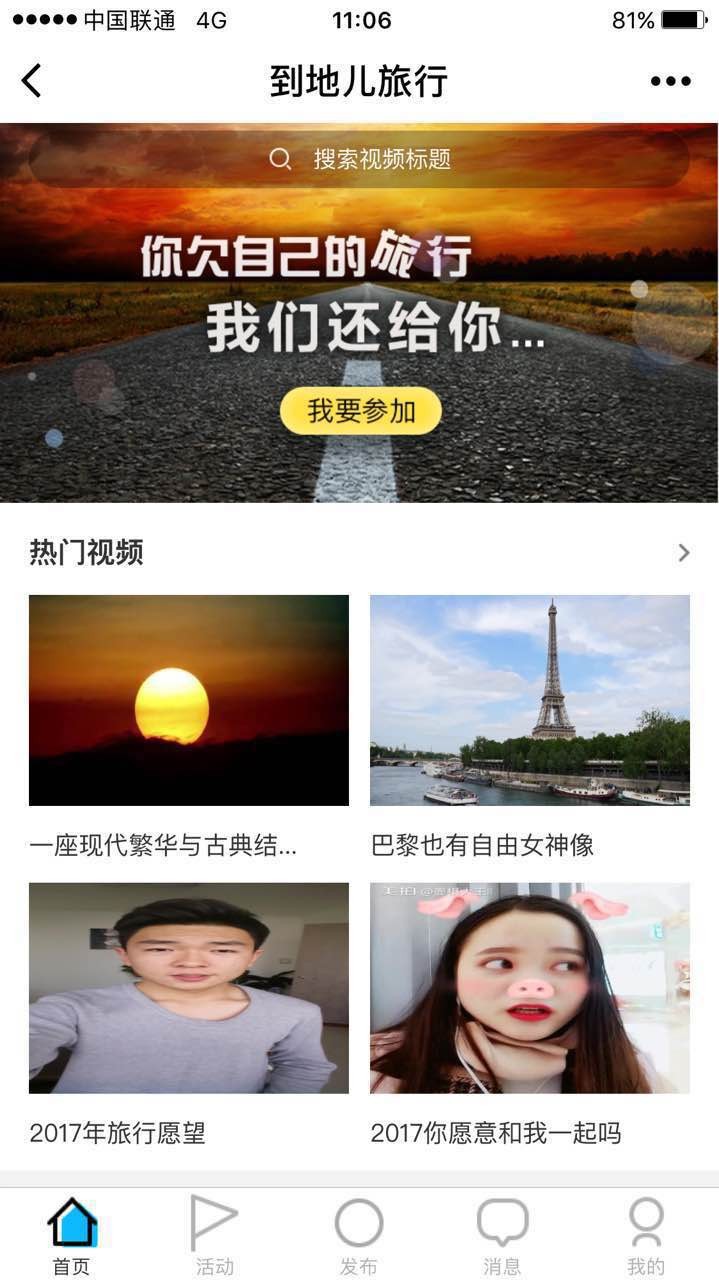 中国联通 4G 11:06 81%
到地儿旅行
搜索视频标题
你欠自己的旅行
我们还给你...
我要参加
热门视频
一座现代繁华与古典结...
巴黎也有自由女神像
2017年旅行愿望
2017你愿意和我一起吗
首页 活动 发布 消息 我的